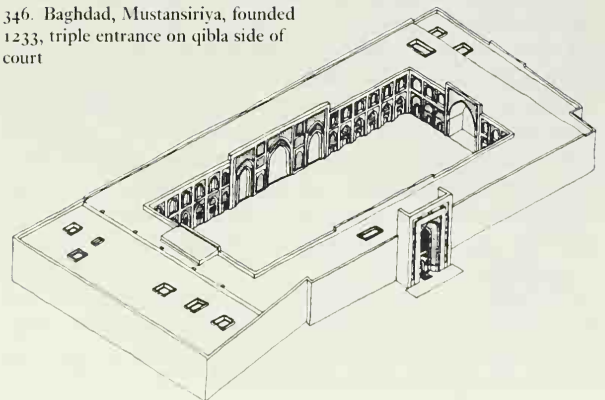 346. Baghdad, Mustansiriya, founded
1233, triple entrance on qibla side of
court